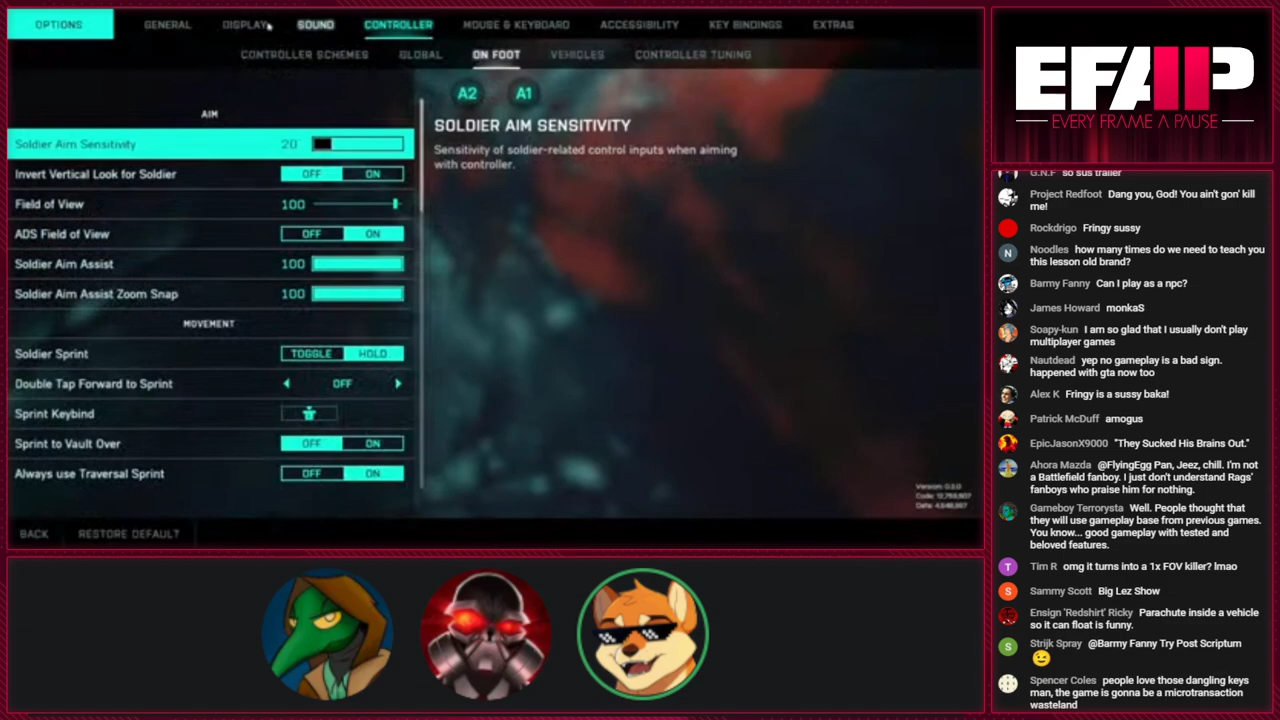 OPTIONS GENERAL DISPLAY SOUND CONTROLLER MOUSE & KEYBOARD ACCESSIBILITY KEY BINDINGS EXTRAS
CONTROLLER SCHEMES GLOBAL ON FOOT VEHICLES CONTROLLER TUNING
A2 A1
AIM
Soldier Aim Sensitivity 20
Invert Vertical Look for Soldier OFF ON
Field of View 100
ADS Field of View OFF ON
Soldier Aim Assist 100
Soldier Aim Assist Zoom Snap 100
MOVEMENT
Soldier Sprint TOGGLE HOLD
Double Tap Forward to Sprint OFF
Sprint Keybind
Sprint to Vault Over OFF ON
Always use Traversal Sprint OFF ON
SOLDIER AIM SENSITIVITY
Sensitivity of soldier-related control inputs when aiming
with controller.
BACK RESTORE DEFAULT?
EFAP
EVERY FRAME A PAUSE
G.N.F so sus trailer
Project Redfoot Dang you, God! You ain't gon' kill
me!
Rockdrigo Fringy sussy
N Noodles how many times do we need to teach you
this lesson old brand?
Barmy Fanny Can I play as a npc?
James Howard monkaS
Soapy-kun I am so glad that I usually don't play
multiplayer games
Nautdead yep no gameplay is a bad sign.
happened with gta now too
Alex K Fringy is a sussy baka!
Patrick McDuff amogus
EpicJasonX9000 "They Sucked His Brains Out."
Ahora Mazda @FlyingEgg Pan, Jeez, chill. I'm not
a Battlefield fanboy. I just don't understand Rags'
fanboys who praise him for nothing.
Gameboy Terrorysta Well. People thought that
they will use gameplay base from previous games.
You know... good gameplay with tested and
beloved features.
T Tim R omg it turns into a 1x FOV killer? lmao
S Sammy Scott Big Lez Show
Ensign 'Redshirt' Ricky Parachute inside a vehicle
so it can float is funny.
S Strijk Spray @Barmy Fanny Try Post Scriptum
😉
Spencer Coles people love those dangling keys
man, the game is gonna be a microtransaction
wasteland